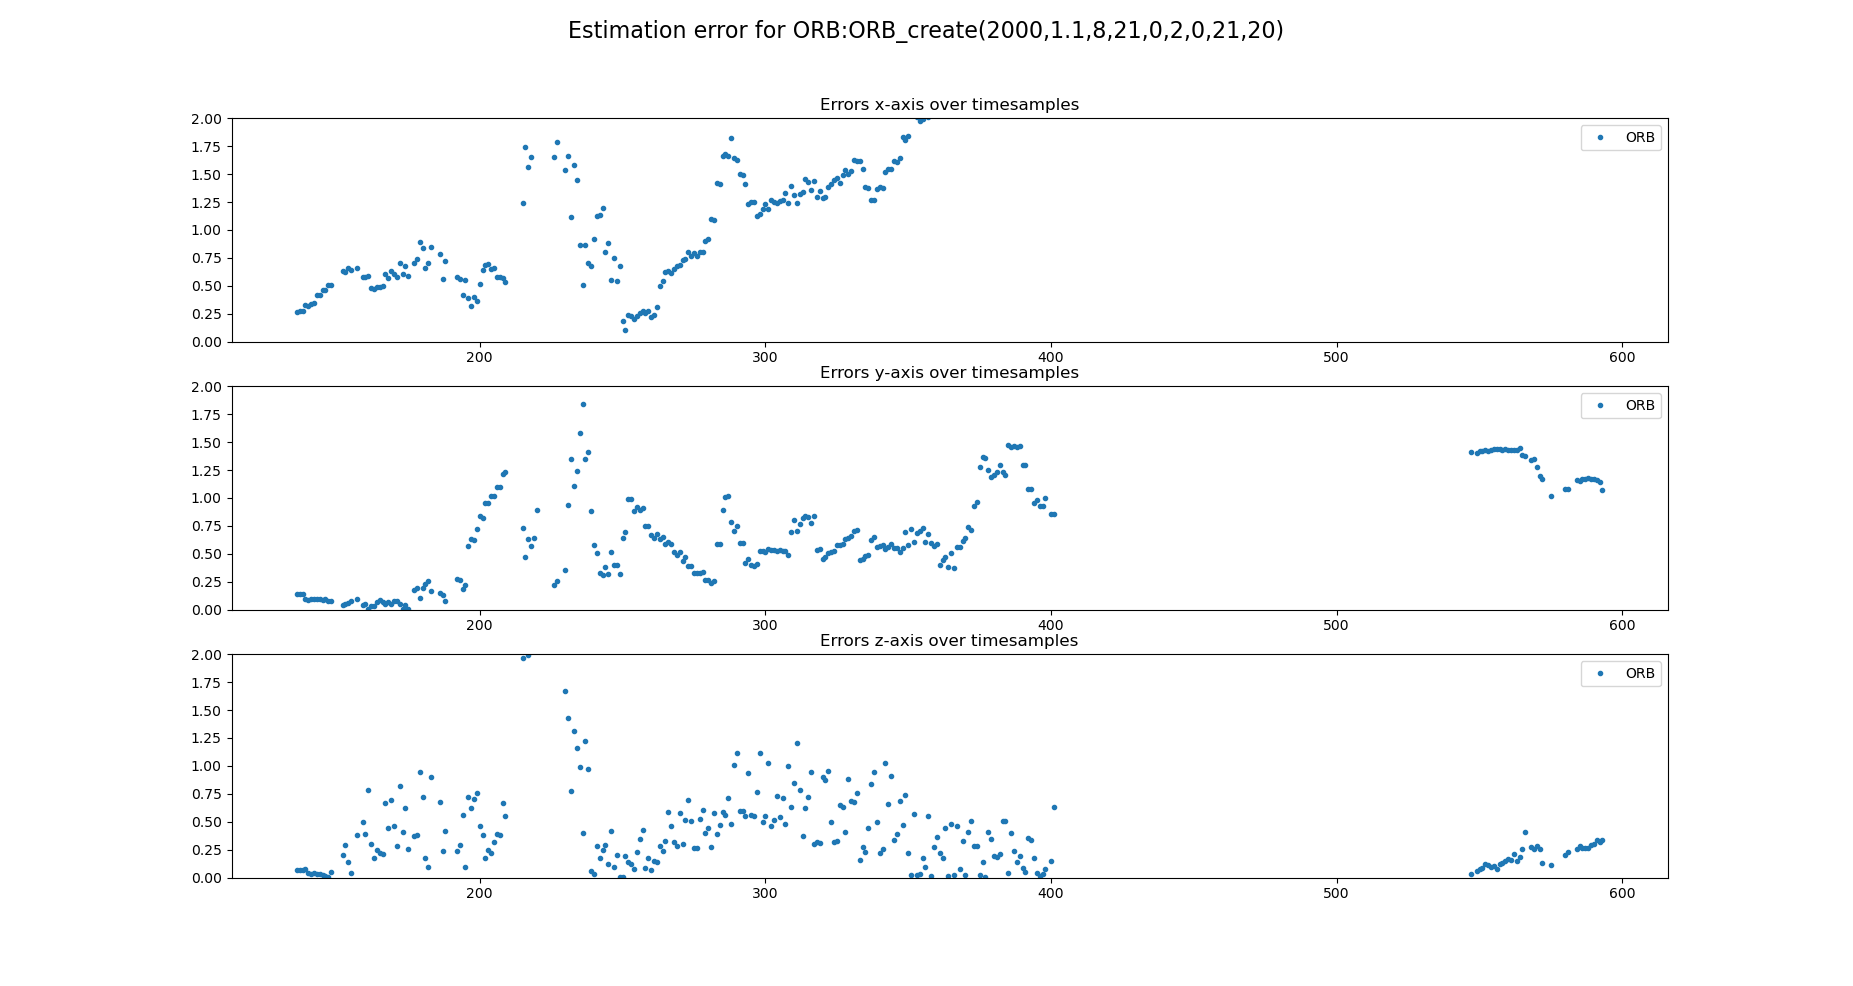 Estimation error for ORB:ORB_create(2000,1.1,8,21,0,2,0,21,20)
Errors x-axis over timesamples
2.00
1.75
1.50
1.25
1.00
0.75
0.50
0.25
0.00
ORB
200 300 400 500 600
Errors y-axis over timesamples
2.00
1.75
1.50
1.25
1.00
0.75
0.50
0.25
0.00
ORB
200 300 400 500 600
Errors z-axis over timesamples
2.00
1.75
1.50
1.25
1.00
0.75
0.50
0.25
0.00
ORB
200 300 400 500 600